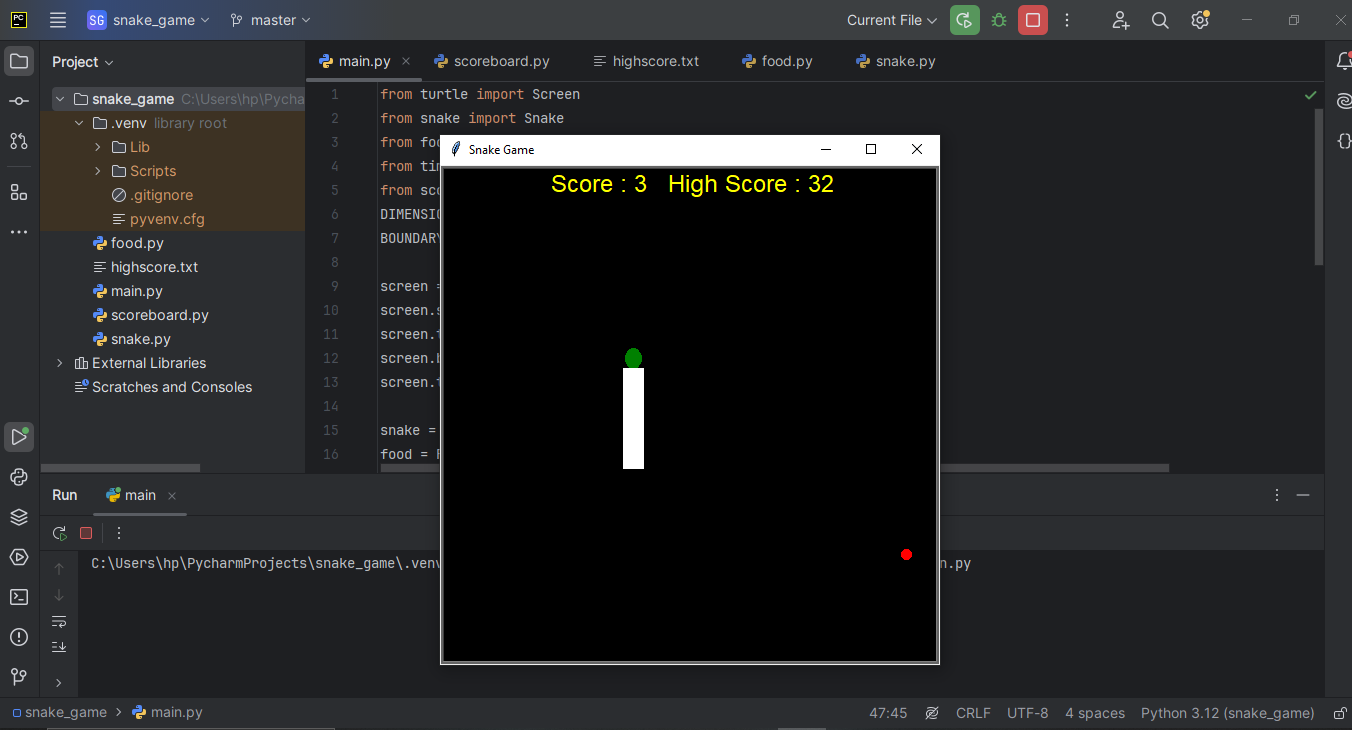 PC SG snake_game master Current File
Project
main.py scoreboard.py highscore.txt food.py snake.py
snake_game C:\Users\hp\Pycha
.venv library root
Lib
Scripts
.gitignore
pyvenv.cfg
food.py
highscore.txt
main.py
scoreboard.py
snake.py
External Libraries
Scratches and Consoles
1 from turtle import Screen
2 from snake import Snake
3 from foo
4 from tim
5 from sco
6 DIMENSIO
7 BOUNDARY
8
9 screen =
10 screen.s
11 screen.t
12 screen.b
13 screen.t
14
15 snake =
16 food = F
Snake Game
Score : 3 High Score : 32
Run main
C:\Users\hp\PycharmProjects\snake_game\.venv
n.py
snake_game > main.py 47:45 CRLF UTF-8 4 spaces Python 3.12 (snake_game)